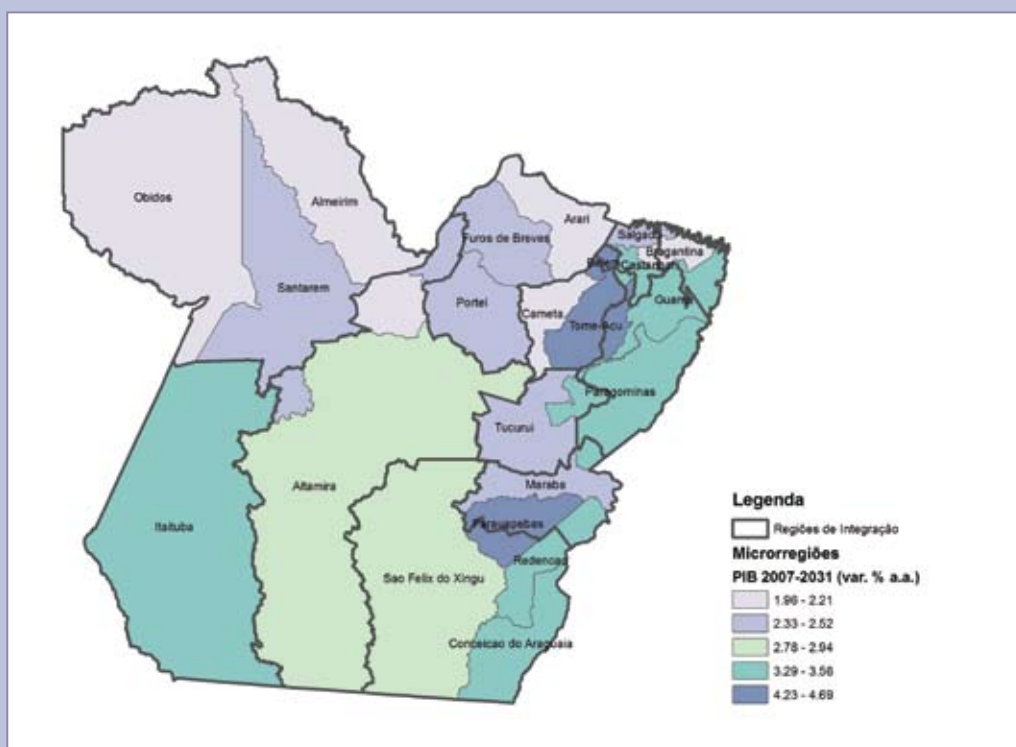 Obidos
Almeirim
Arari
Furos de Breves
Salgado
Bragantina
Santarem
Portel
Guama
Cameta
Tome-Acu
Paragominas
Tucurui
Altamira
Maraba
Itaituba
Parauapebas
Redencao
Sao Felix do Xingu
Conceicao do Araguaia
Legenda
Regiões de Integração
Microrregiões
PIB 2007-2031 (var. % a.a.)
1.96 - 2.21
2.33 - 2.52
2.78 - 2.94
3.29 - 3.56
4.23 - 4.69